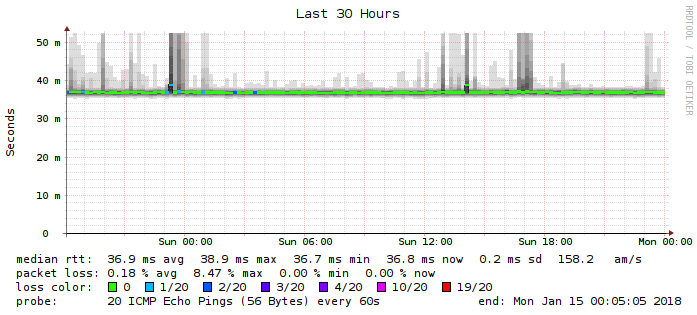 Last 30 Hours
RRDTOOL / TOBI OETIKER
Seconds
50 m
40 m
30 m
20 m
10 m
0
Sun 00:00 Sun 06:00 Sun 12:00 Sun 18:00 Mon 00:00
median rtt: 36.9 ms avg 38.9 ms max 36.7 ms min 36.8 ms now 0.2 ms sd 158.2 am/s
packet loss: 0.18 % avg 8.47 % max 0.00 % min 0.00 % now
loss color: 0 1/20 2/20 3/20 4/20 10/20 19/20
probe: 20 ICMP Echo Pings (56 Bytes) every 60s end: Mon Jan 15 00:05:05 2018